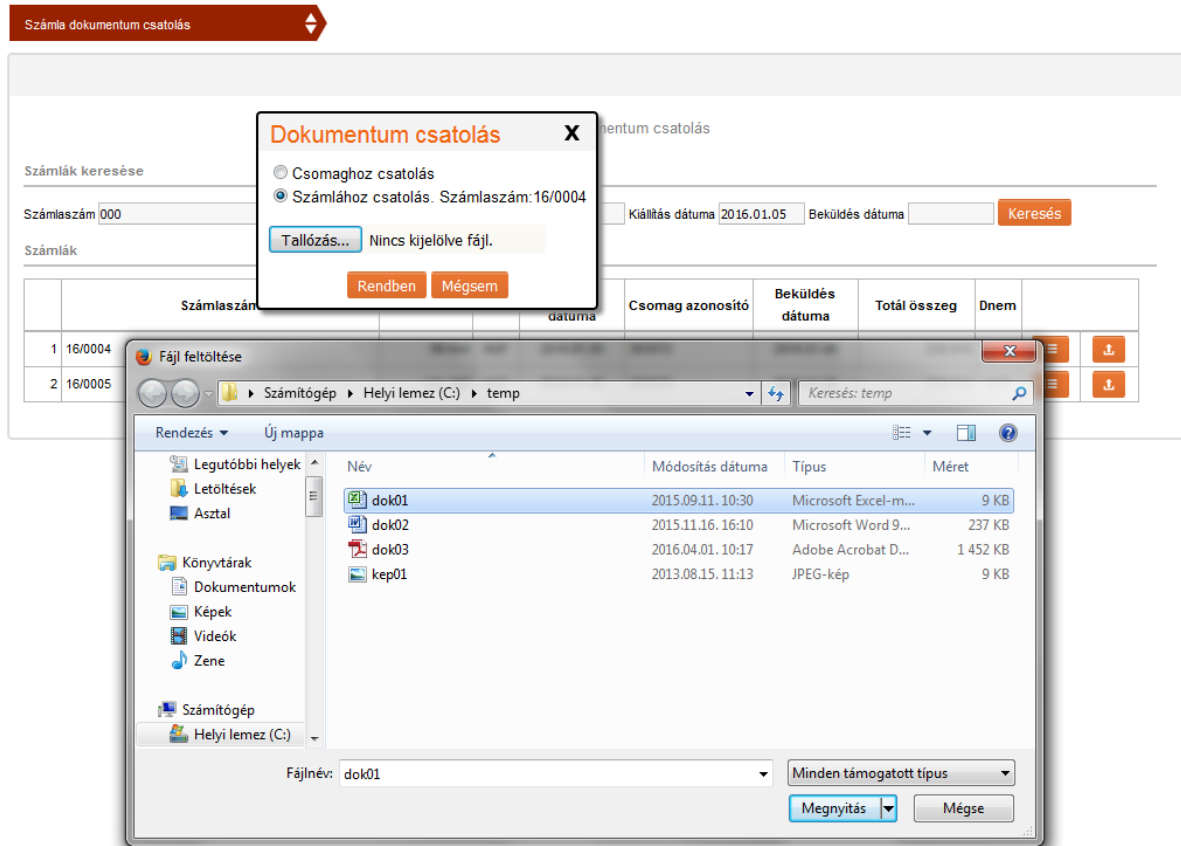 Számla dokumentum csatolás
Dokumentum csatolás X
mentum csatolás
Számlák keresése
Csomaghoz csatolás
Számlához csatolás. Számlaszám:16/0004
Számlaszám 000 Kiállítás dátuma 2016.01.05 Beküldés dátuma Keresés
Tallózás... Nincs kijelölve fájl.
Számlák
Rendben Mégsem
Számlaszám dátuma Csomag azonosító Beküldés dátuma Totál összeg Dnem
1 16/0004
2 16/0005
Fájl feltöltése
Számítógép Helyi lemez (C:) temp Keresés: temp
Rendezés Új mappa
Legutóbbi helyek
Letöltések
Asztal
Könyvtárak
Dokumentumok
Képek
Videók
Zene
Számítógép
Helyi lemez (C:)
Név Módosítás dátuma Típus Méret
dok01 2015.09.11. 10:30 Microsoft Excel-m... 9 KB
dok02 2015.11.16. 16:10 Microsoft Word 9... 237 KB
dok03 2016.04.01. 10:17 Adobe Acrobat D... 1 452 KB
kep01 2013.08.15. 11:13 JPEG-kép 9 KB
Fájlnév: dok01 Minden támogatott típus
Megnyitás Mégse